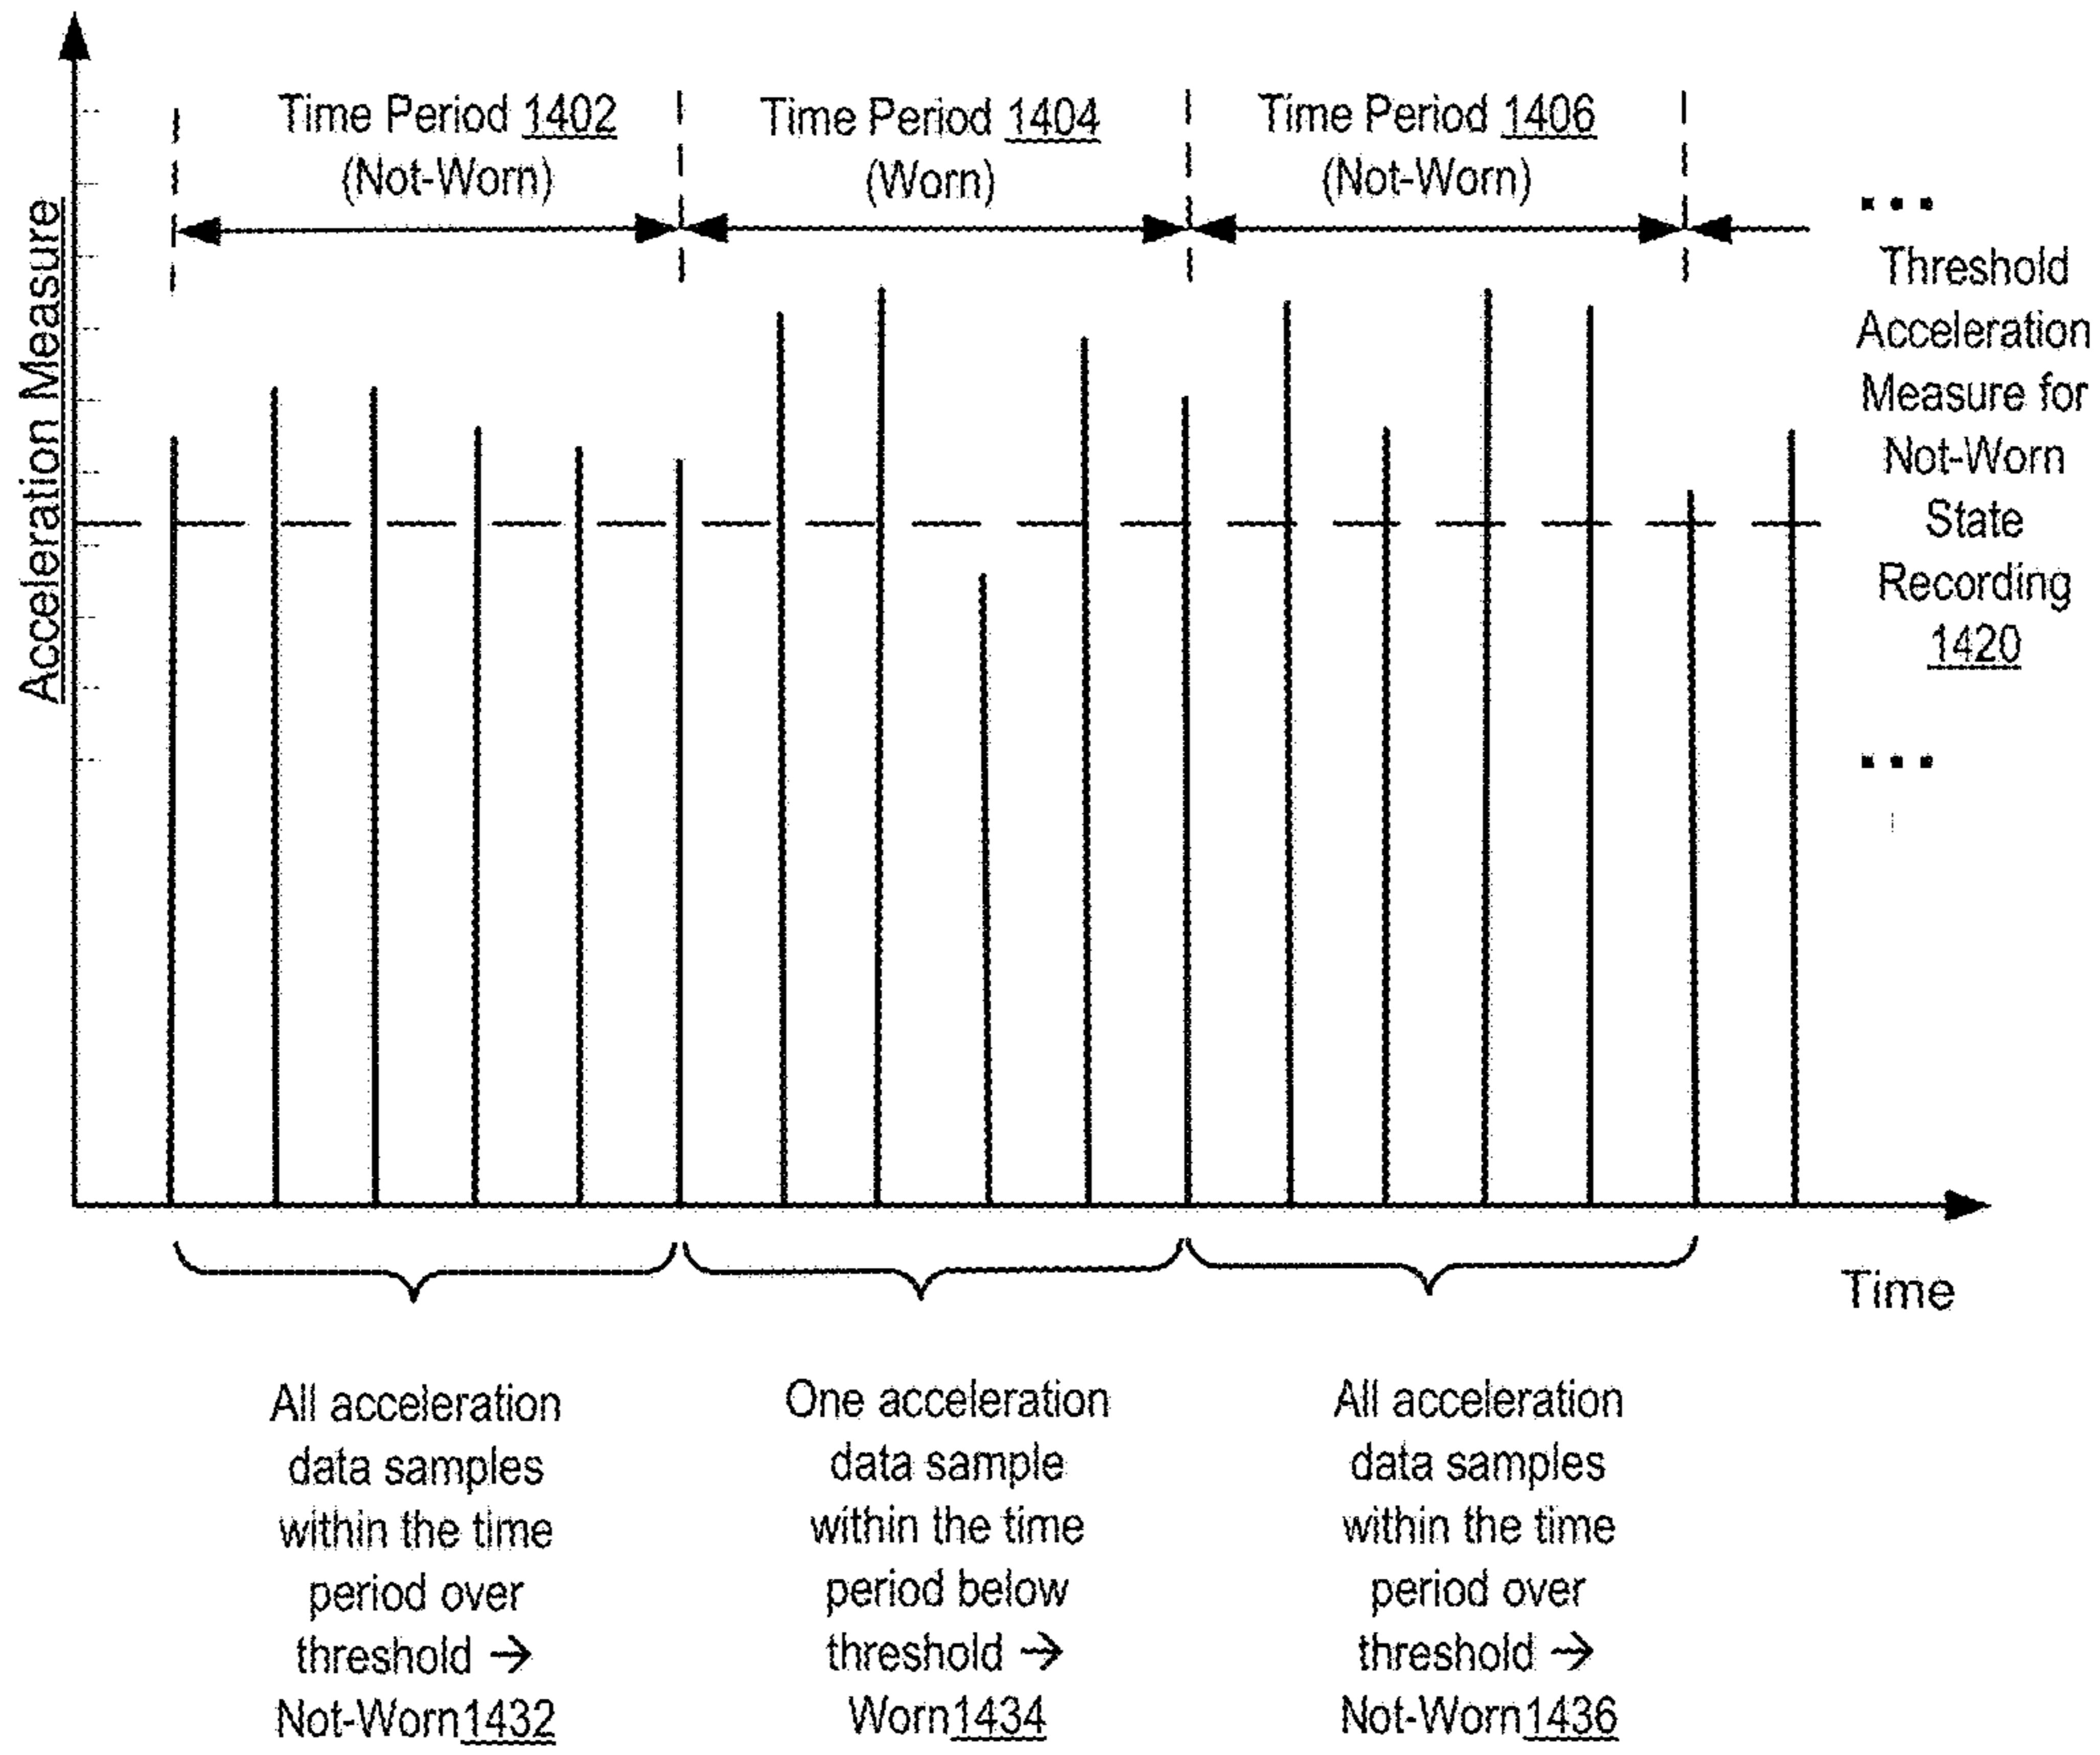 Time Period 1402
(Not-Worn)
Time Period 1404
(Worn)
Time Period 1406
(Not-Worn)
...
Threshold
Acceleration
Measure for
Not-Worn
State
Recording
1420
...
Acceleration Measure
Time
All acceleration
data samples
within the time
period over
threshold →
Not-Worn1432
One acceleration
data sample
within the time
period below
threshold →
Worn1434
All acceleration
data samples
within the time
period over
threshold →
Not-Worn1436